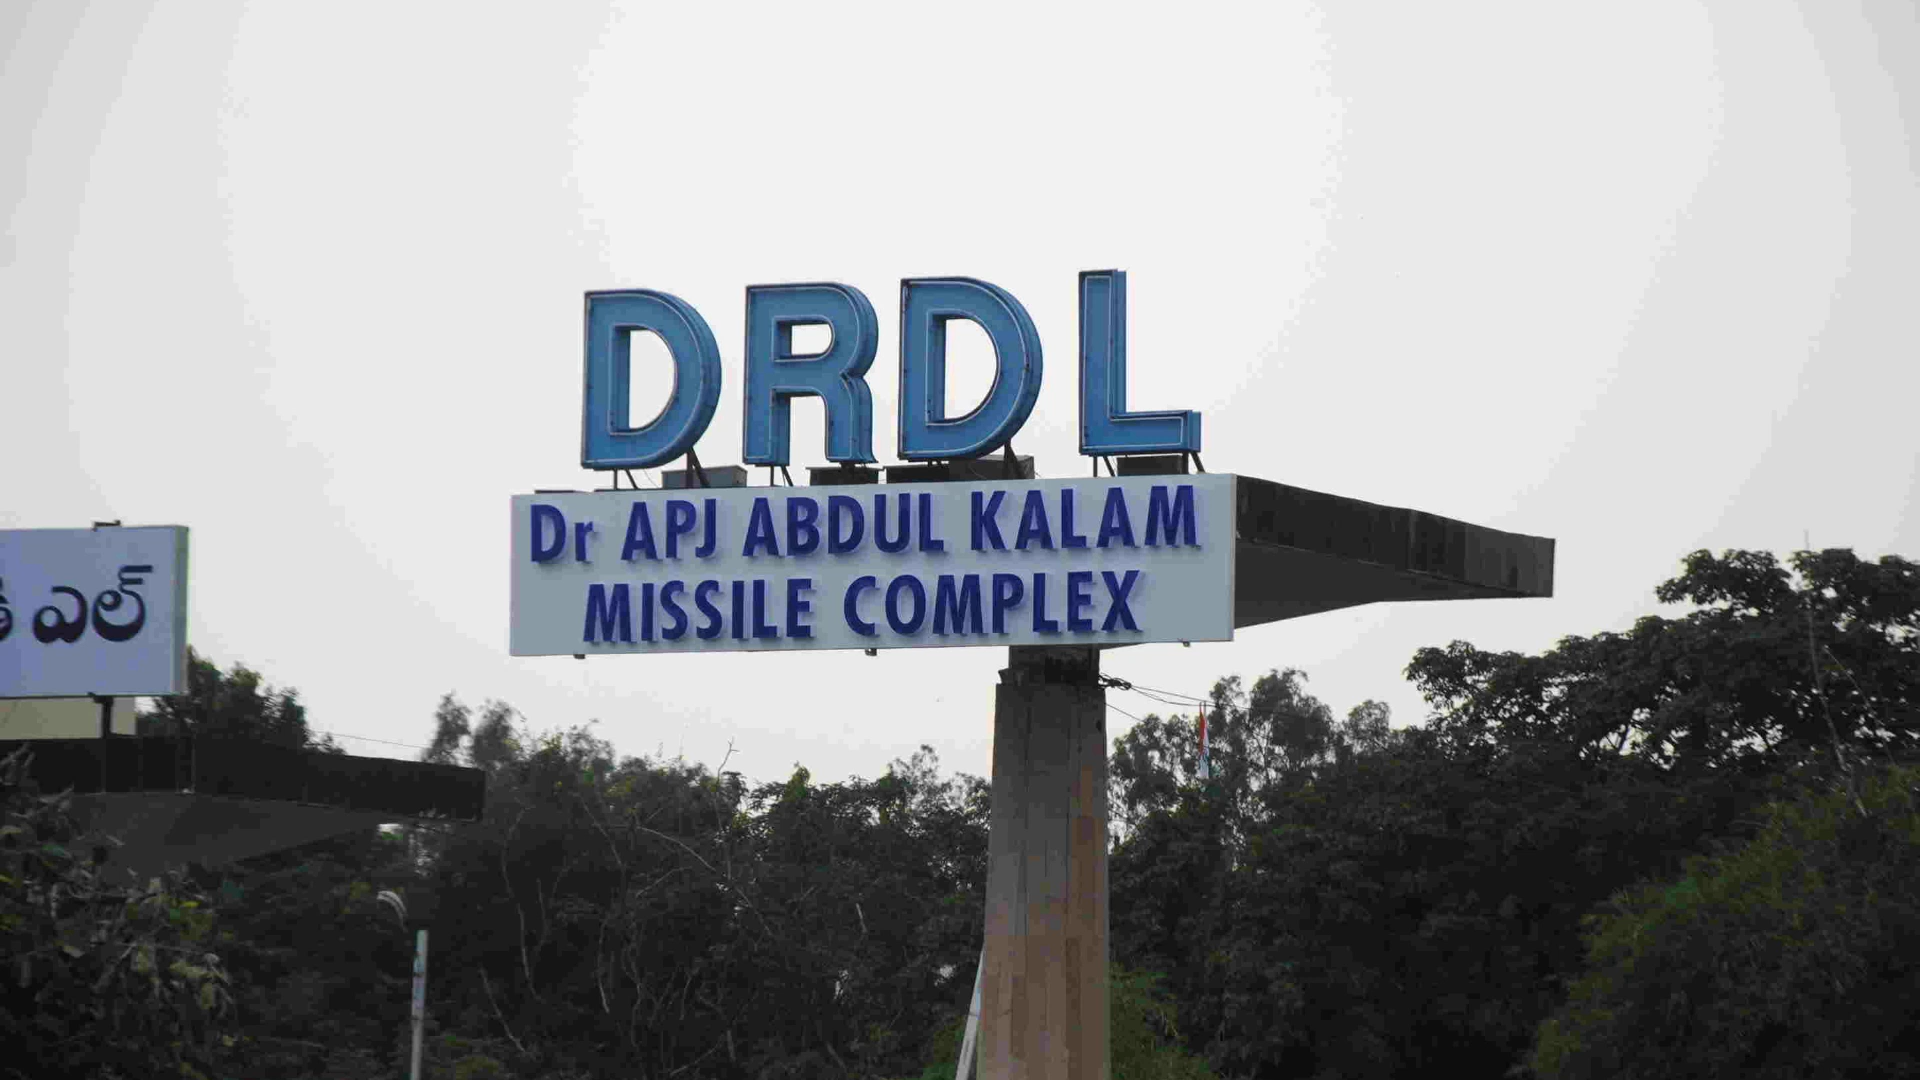 DRDL
Dr APJ ABDUL KALAM
MISSILE COMPLEX
ఎల్